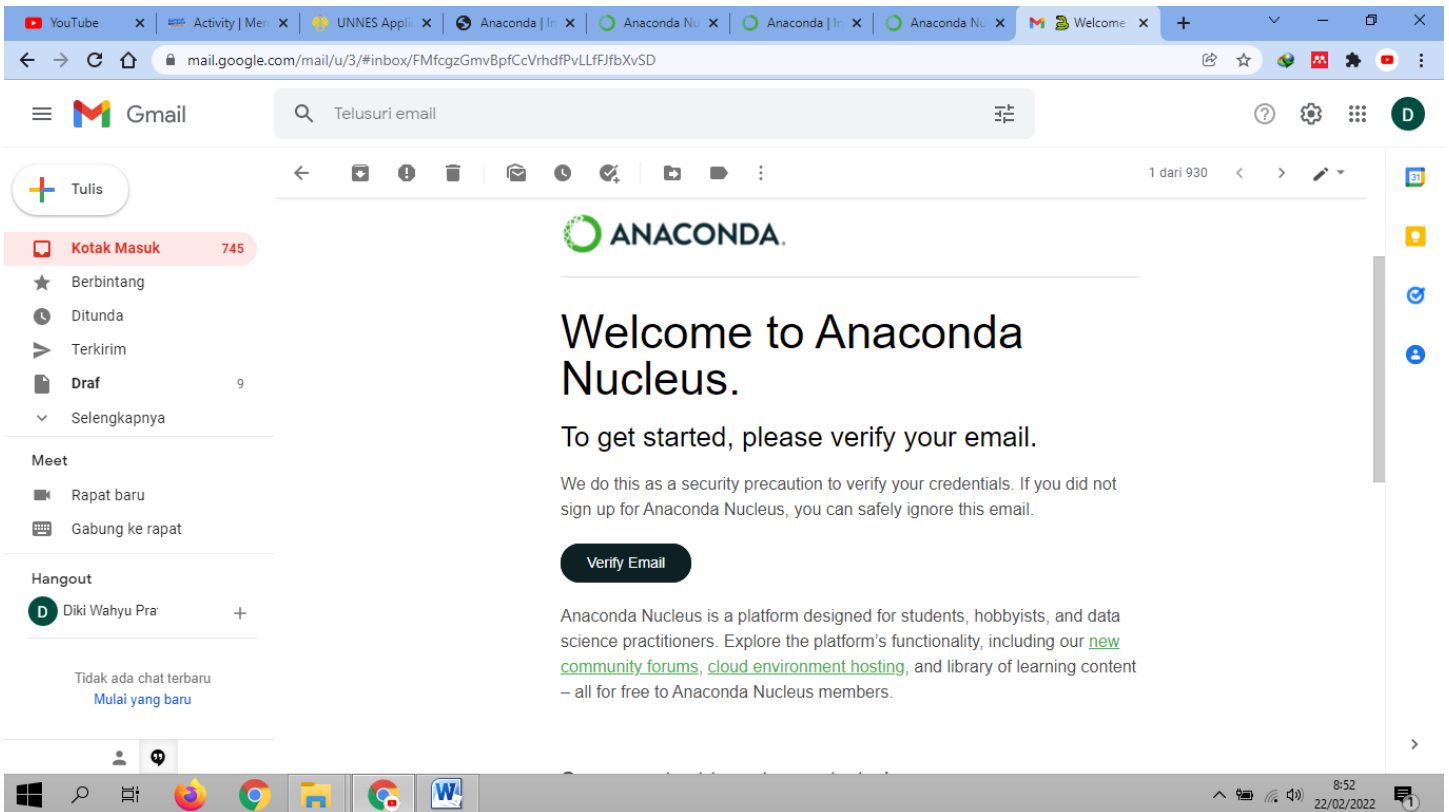 YouTube
Activity | Men
UNNES Applic
Anaconda | In
Anaconda Nu
Anaconda | In
Anaconda Nu
Welcome
mail.google.com/mail/u/3/#inbox/FMfcgzGmvBpfCcVrhdfPvLLfFJfbXvSD
Gmail
Telusuri email
D
Tulis
1 dari 930
31
Kotak Masuk 745
Berbintang
Ditunda
Terkirim
Draf 9
Selengkapnya
Meet
Rapat baru
Gabung ke rapat
Hangout
D Diki Wahyu Pra
Tidak ada chat terbaru
Mulai yang baru
ANACONDA.
Welcome to Anaconda
Nucleus.
To get started, please verify your email.
We do this as a security precaution to verify your credentials. If you did not
sign up for Anaconda Nucleus, you can safely ignore this email.
Verify Email
Anaconda Nucleus is a platform designed for students, hobbyists, and data
science practitioners. Explore the platform’s functionality, including our new
community forums, cloud environment hosting, and library of learning content
– all for free to Anaconda Nucleus members.
W
8:52
22/02/2022
1